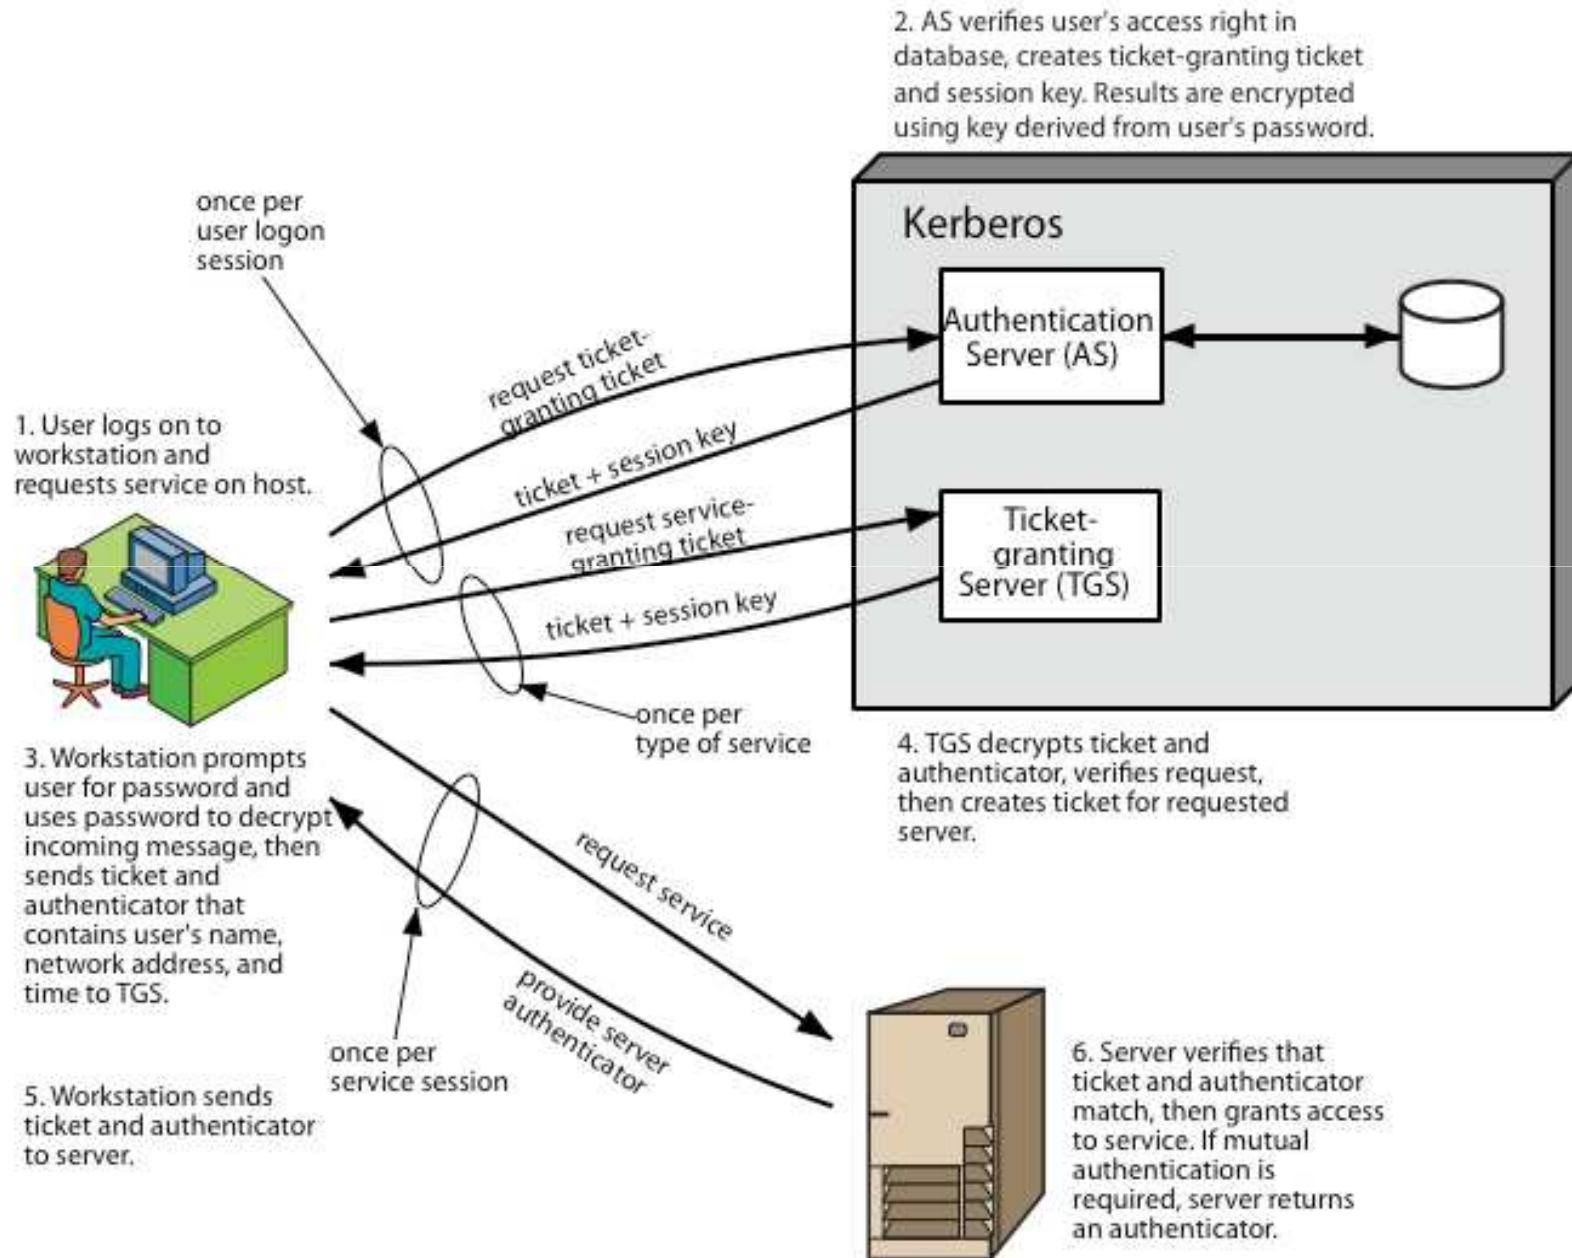 2. AS verifies user's access right in
database, creates ticket-granting ticket
and session key. Results are encrypted
using key derived from user's password.
once per
user logon
session
Kerberos
Authentication
Server (AS)
request ticket-
granting ticket
1. User logs on to
workstation and
requests service on host.
ticket + session key
request service-
granting ticket
Ticket-
granting
Server (TGS)
ticket + session key
once per
type of service
3. Workstation prompts
user for password and
uses password to decrypt
incoming message, then
sends ticket and
authenticator that
contains user's name,
network address, and
time to TGS.
4. TGS decrypts ticket and
authenticator, verifies request,
then creates ticket for requested
server.
request service
provide server
authenticator
once per
service session
5. Workstation sends
ticket and authenticator
to server.
6. Server verifies that
ticket and authenticator
match, then grants access
to service. If mutual
authentication is
required, server returns
an authenticator.